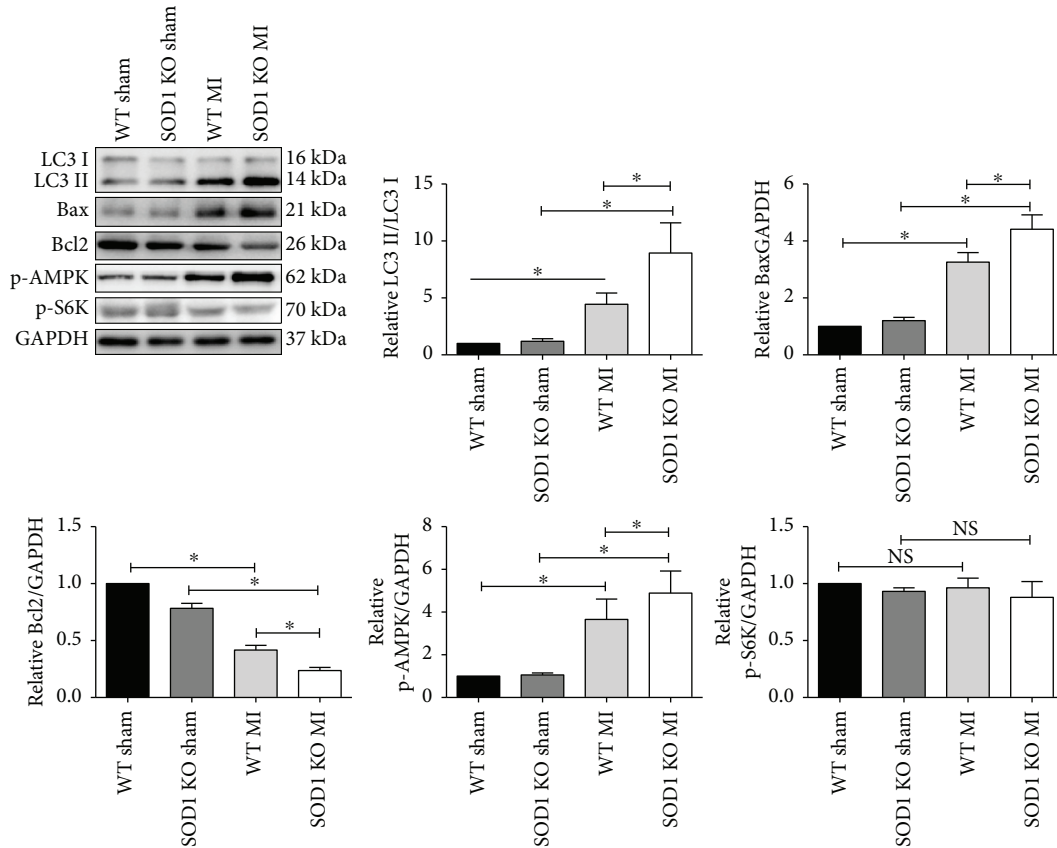 WT sham
SOD1 KO sham
WT MI
SOD1 KO MI
LC3 I
16 kDa
LC3 II
14 kDa
Bax
21 kDa
Bcl2
26 kDa
p-AMPK
62 kDa
p-S6K
70 kDa
GAPDH
37 kDa
Relative LC3 II/LC3 I
15
10
5
0
*
*
*
WT sham
SOD1 KO sham
WT MI
SOD1 KO MI
Relative BaxGAPDH
6
4
2
0
*
*
*
WT sham
SOD1 KO sham
WT MI
SOD1 KO MI
Relative Bcl2/GAPDH
1.5
1.0
0.5
0.0
*
*
*
WT sham
SOD1 KO sham
WT MI
SOD1 KO MI
Relative
p-AMPK/GAPDH
8
6
4
2
0
*
*
*
WT sham
SOD1 KO sham
WT MI
SOD1 KO MI
Relative
p-S6K/GAPDH
1.5
1.0
0.5
0.0
NS
NS
WT sham
SOD1 KO sham
WT MI
SOD1 KO MI